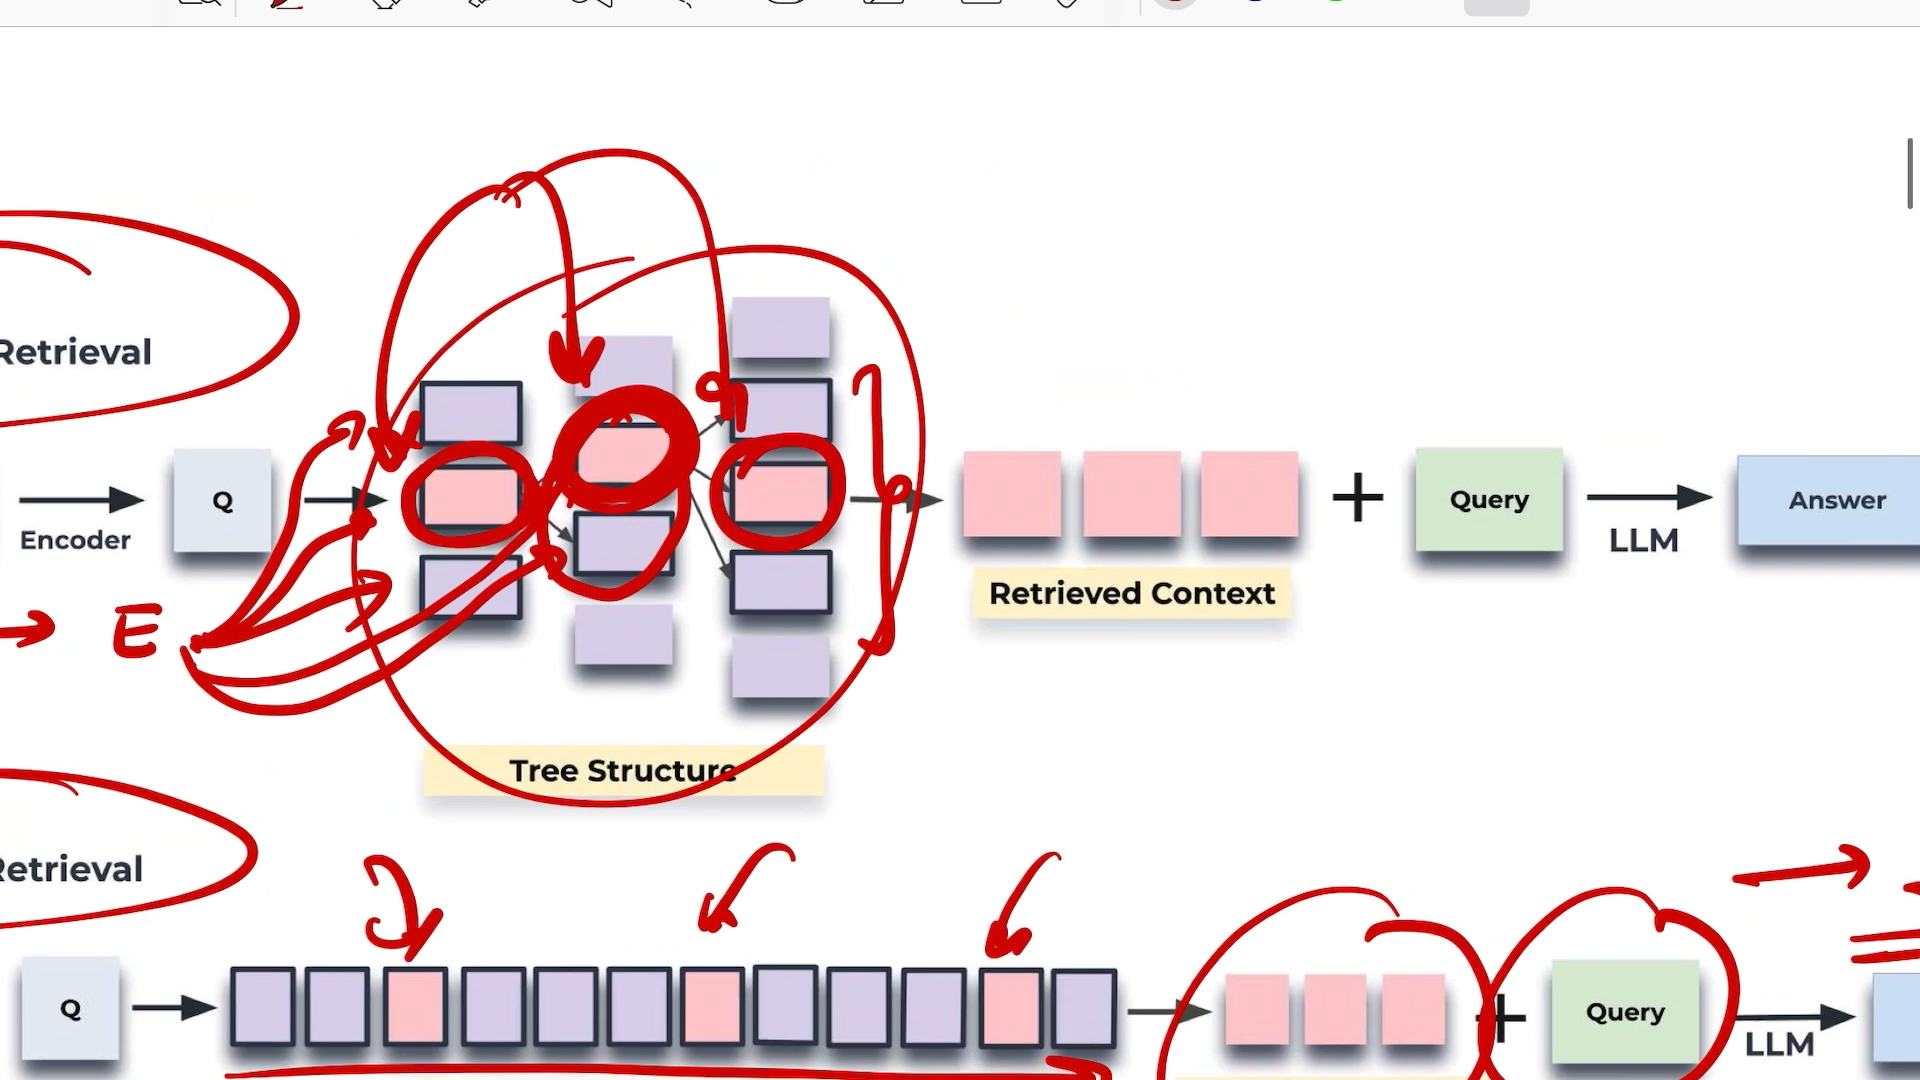 Retrieval
Encoder
Q
E
Tree Structure
Retrieved Context
+
Query
LLM
Answer
Retrieval
Q
+
Query
LLM